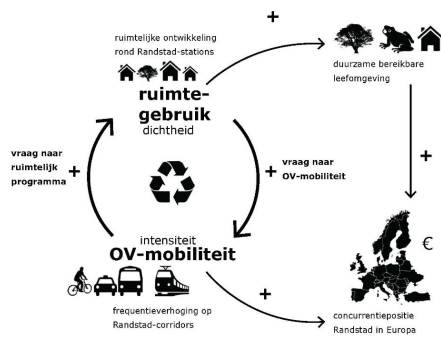 +
ruimtelijke ontwikkeling
rond Randstad-stations
duurzame bereikbare
leefomgeving
ruimte-
gebruik
dichtheid
vraag naar
ruimtelijk
programma
+
+
vraag naar
OV-mobiliteit
+
intensiteit
OV-mobiliteit
€
frequentieverhoging op
Randstad-corridors
+
concurrentiepositie
Randstad in Europa